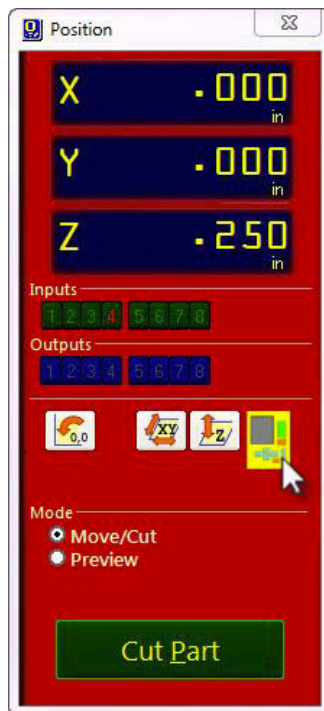 Position
X .000
in
Y .000
in
Z .250
in
Inputs
1 2 3 4 5 6 7 8
Outputs
1 2 3 4 5 6 7 8
0,0 XY Z
Mode
Move/Cut
Preview
Cut Part